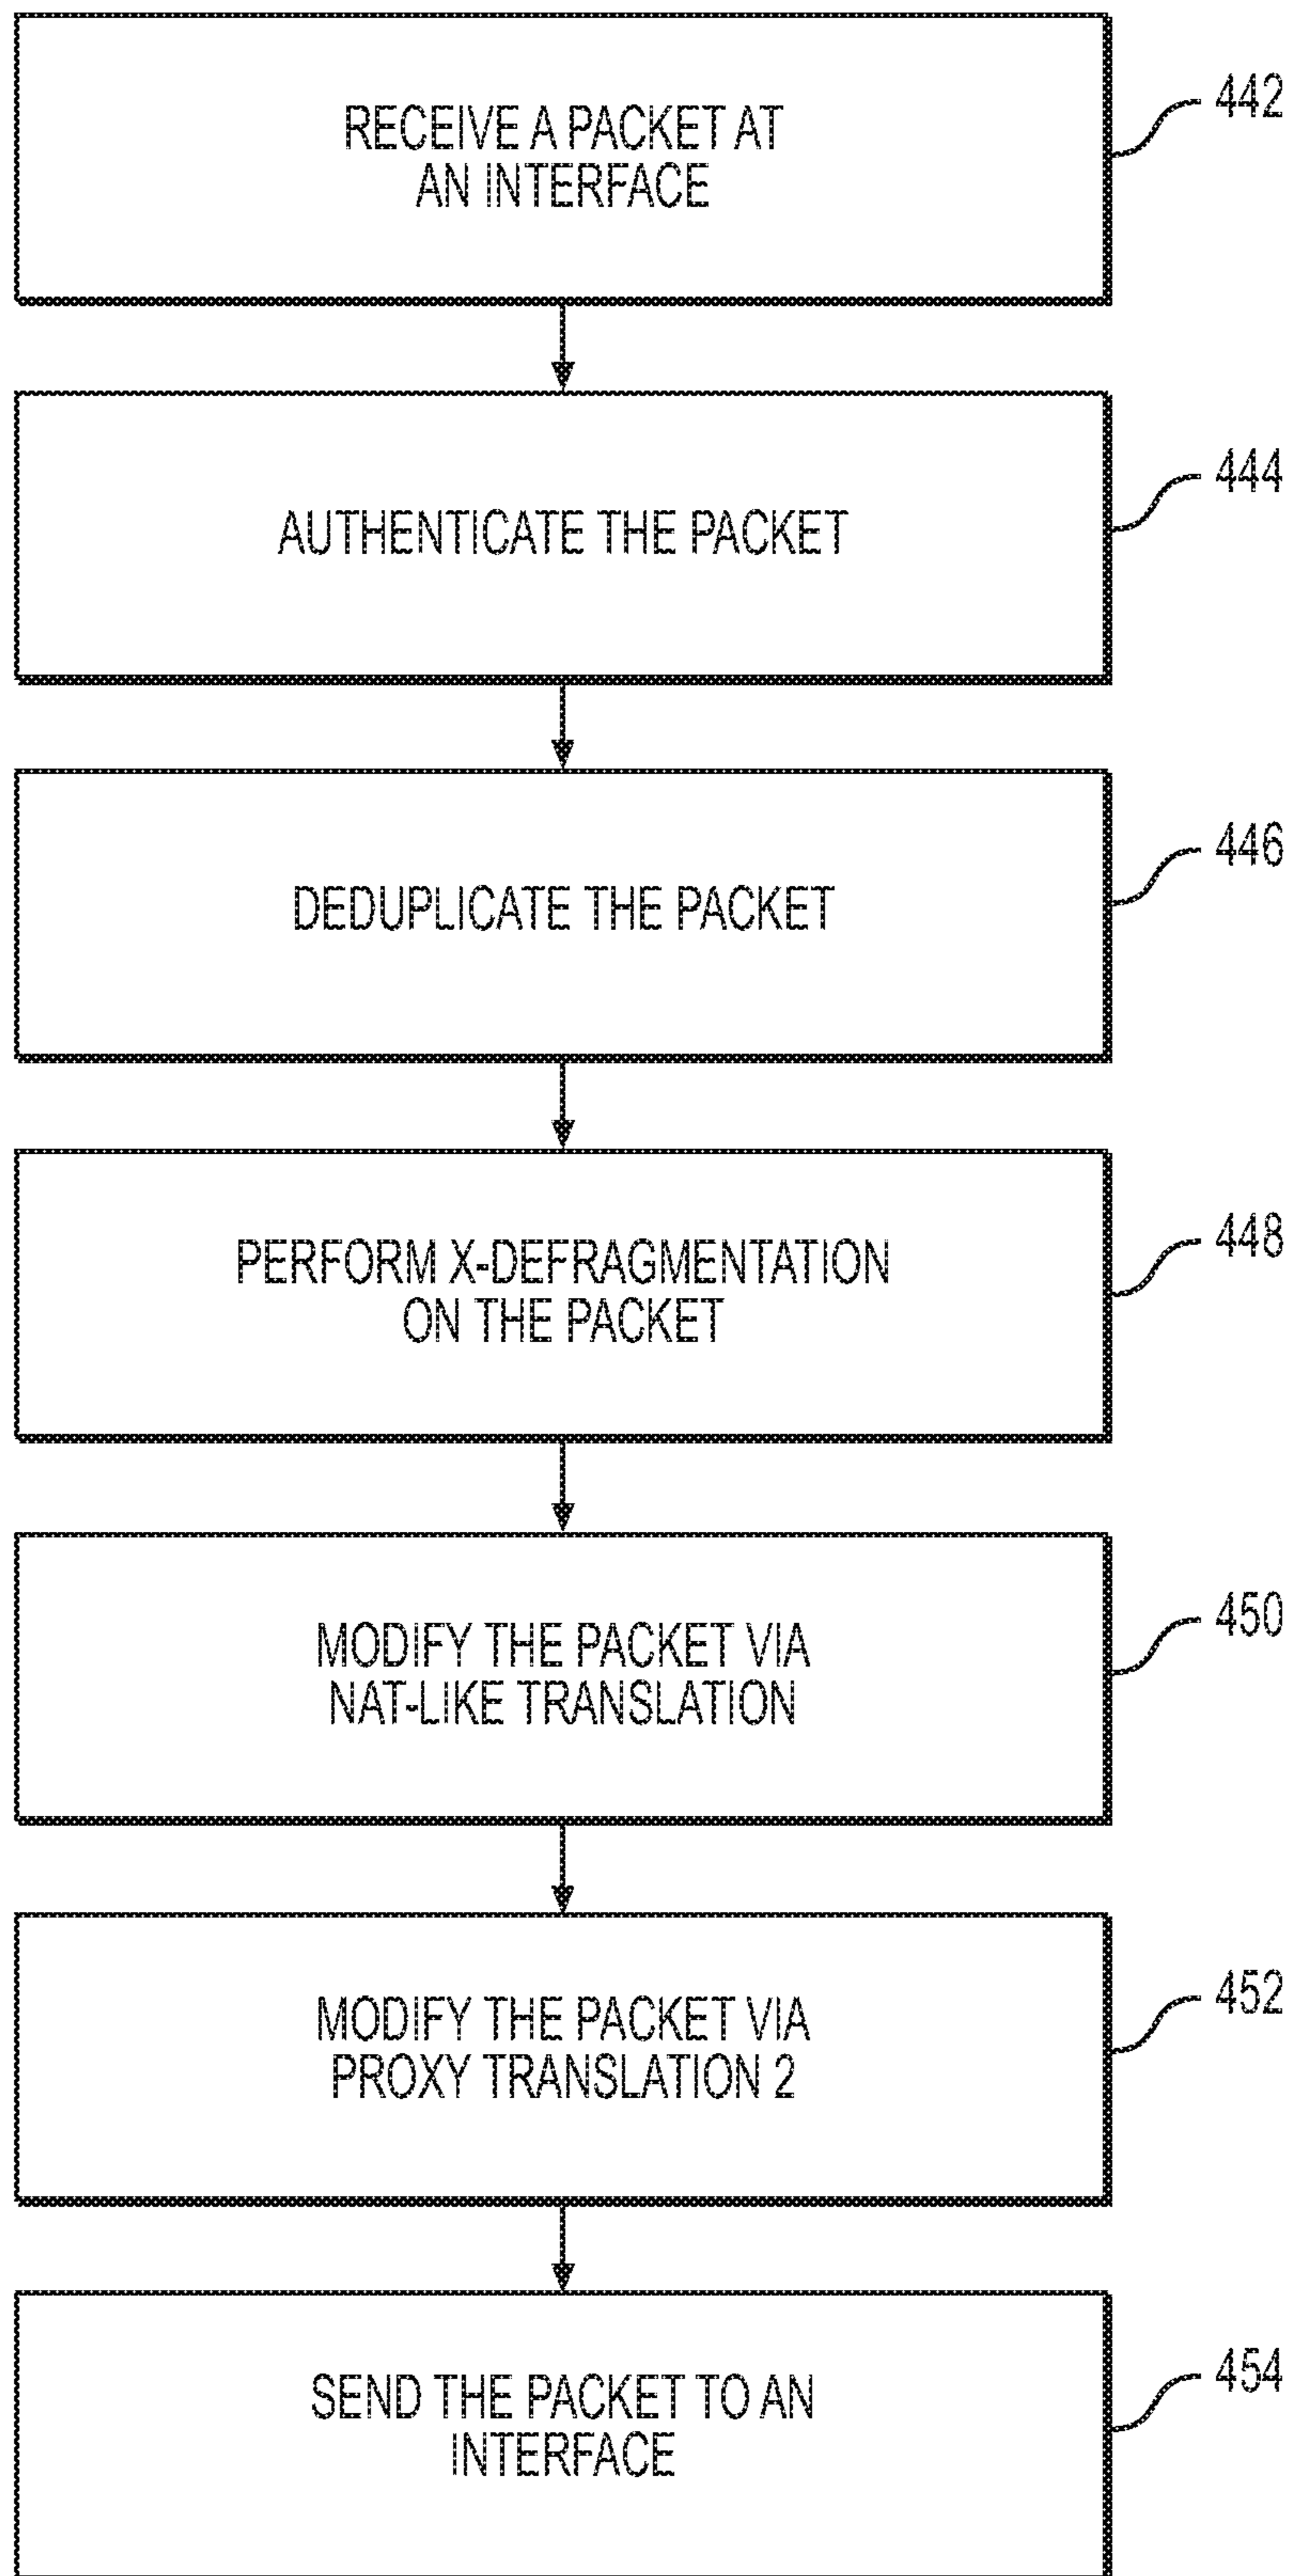 RECEIVE A PACKET AT
AN INTERFACE
442
AUTHENTICATE THE PACKET
444
DEDUPLICATE THE PACKET
446
PERFORM X-DEFRAGMENTATION
ON THE PACKET
448
MODIFY THE PACKET VIA
NAT-LIKE TRANSLATION
450
MODIFY THE PACKET VIA
PROXY TRANSLATION 2
452
SEND THE PACKET TO AN
INTERFACE
454